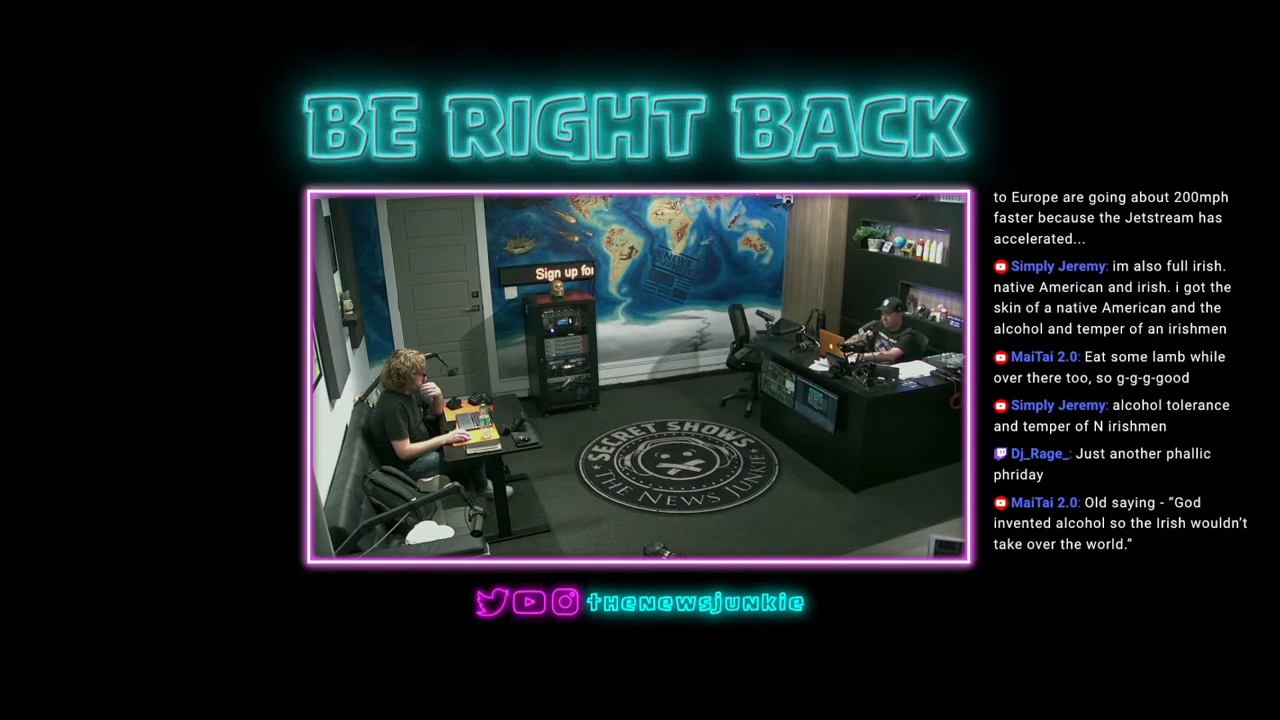 BE RIGHT BACK
to Europe are going about 200mph
faster because the Jetstream has
accelerated...
Simply Jeremy: im also full irish.
native American and irish. i got the
skin of a native American and the
alcohol and temper of an irishmen
MaiTai 2.0: Eat some lamb while
over there too, so g-g-g-good
Simply Jeremy: alcohol tolerance
and temper of N irishmen
Dj_Rage_: Just another phallic
phriday
MaiTai 2.0: Old saying - “God
invented alcohol so the Irish wouldn’t
take over the world.”
Sign up for
SECRET SHOWS
THE NEWS JUNKIE
thenewsjunkie